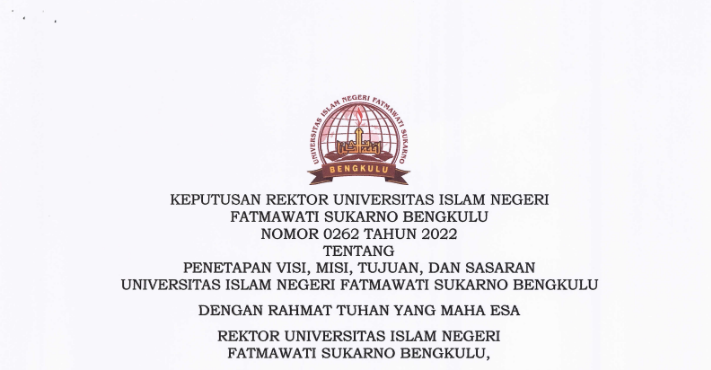 UNIVERSITAS ISLAM NEGERI FATMAWATI SUKARNO
BENGKULU
KEPUTUSAN REKTOR UNIVERSITAS ISLAM NEGERI
FATMAWATI SUKARNO BENGKULU
NOMOR 0262 TAHUN 2022
TENTANG
PENETAPAN VISI, MISI, TUJUAN, DAN SASARAN
UNIVERSITAS ISLAM NEGERI FATMAWATI SUKARNO BENGKULU
DENGAN RAHMAT TUHAN YANG MAHA ESA
REKTOR UNIVERSITAS ISLAM NEGERI
FATMAWATI SUKARNO BENGKULU,